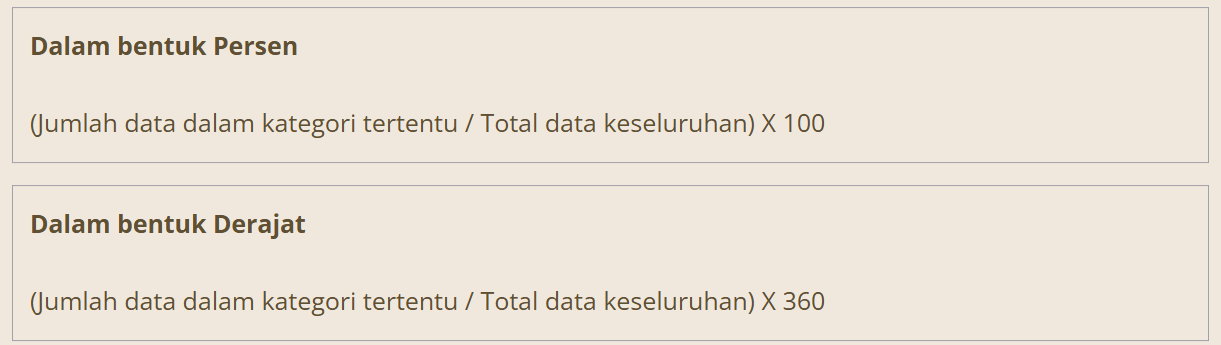 Dalam bentuk Persen
(Jumlah data dalam kategori tertentu / Total data keseluruhan) X 100
Dalam bentuk Derajat
(Jumlah data dalam kategori tertentu / Total data keseluruhan) X 360